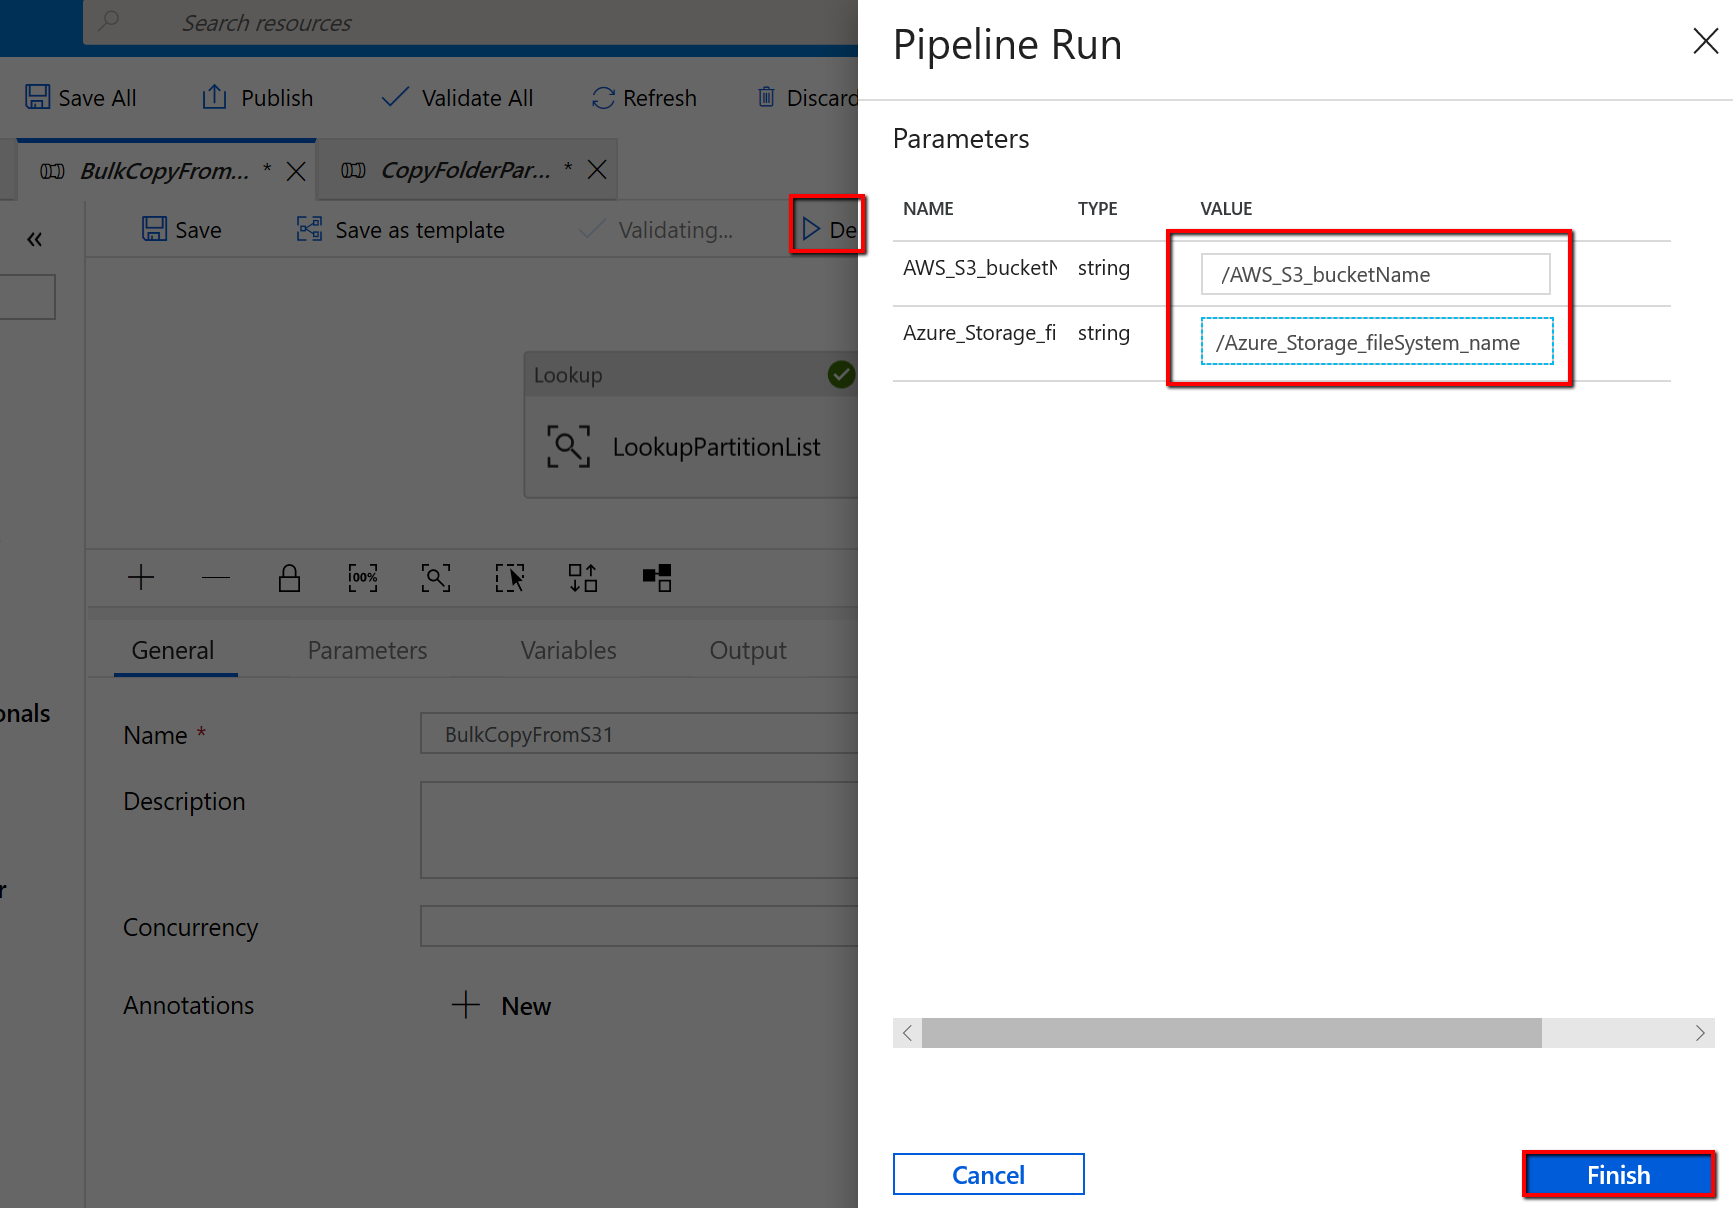 Search resources
Save All
Publish
Validate All
Refresh
Discard
BulkCopyFrom... *
CopyFolderPar... *
«
Save
Save as template
Validating...
De
Lookup
LookupPartitionList
100%
General
Parameters
Variables
Output
onals
Name *
BulkCopyFromS31
Description
r
Concurrency
Annotations
New
Pipeline Run
Parameters
NAME TYPE VALUE
AWS_S3_bucketN string /AWS_S3_bucketName
Azure_Storage_fi string /Azure_Storage_fileSystem_name
Cancel
Finish